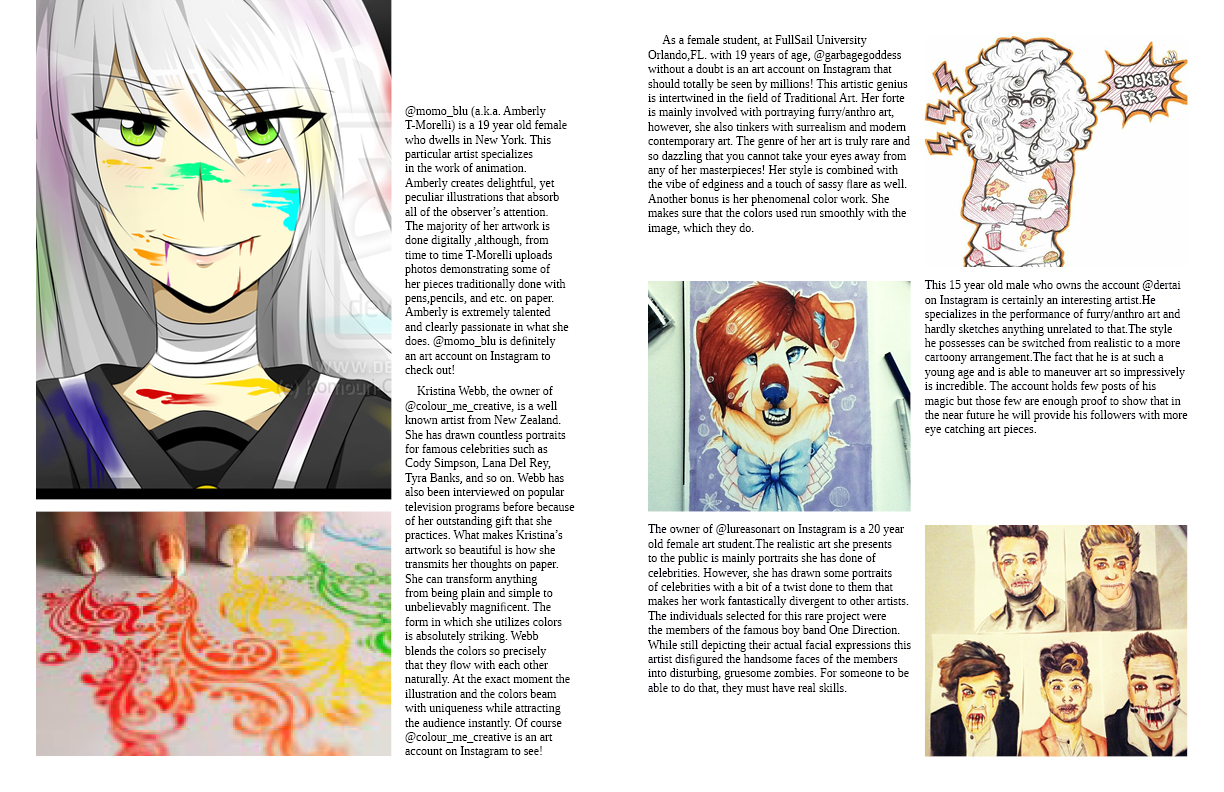 @momo_blu (a.k.a. Amberly
T-Morelli) is a 19 year old female
who dwells in New York. This
particular artist specializes
in the work of animation.
Amberly creates delightful, yet
peculiar illustrations that absorb
all of the observer’s attention.
The majority of her artwork is
done digitally ,although, from
time to time T-Morelli uploads
photos demonstrating some of
her pieces traditionally done with
pens,pencils, and etc. on paper.
Amberly is extremely talented
and clearly passionate in what she
does. @momo_blu is definitely
an art account on Instagram to
check out!
Kristina Webb, the owner of
@colour_me_creative, is a well
known artist from New Zealand.
She has drawn countless portraits
for famous celebrities such as
Cody Simpson, Lana Del Rey,
Tyra Banks, and so on. Webb has
also been interviewed on popular
television programs before because
of her outstanding gift that she
practices. What makes Kristina’s
artwork so beautiful is how she
transmits her thoughts on paper.
She can transform anything
from being plain and simple to
unbelievably magnificent. The
form in which she utilizes colors
is absolutely striking. Webb
blends the colors so precisely
that they flow with each other
naturally. At the exact moment the
illustration and the colors beam
with uniqueness while attracting
the audience instantly. Of course
@colour_me_creative is an art
account on Instagram to see!
As a female student, at FullSail University
Orlando,FL. with 19 years of age, @garbagegoddess
without a doubt is an art account on Instagram that
should totally be seen by millions! This artistic genius
is intertwined in the field of Traditional Art. Her forte
is mainly involved with portraying furry/anthro art,
however, she also tinkers with surrealism and modern
contemporary art. The genre of her art is truly rare and
so dazzling that you cannot take your eyes away from
any of her masterpieces! Her style is combined with
the vibe of edginess and a touch of sassy flare as well.
Another bonus is her phenomenal color work. She
makes sure that the colors used run smoothly with the
image, which they do.
SUCKER
FREE
This 15 year old male who owns the account @dertai
on Instagram is certainly an interesting artist.He
specializes in the performance of furry/anthro art and
hardly sketches anything unrelated to that.The style
he possesses can be switched from realistic to a more
cartoony arrangement.The fact that he is at such a
young age and is able to maneuver art so impressively
is incredible. The account holds few posts of his
magic but those few are enough proof to show that in
the near future he will provide his followers with more
eye catching art pieces.
The owner of @lureasonart on Instagram is a 20 year
old female art student.The realistic art she presents
to the public is mainly portraits she has done of
celebrities. However, she has drawn some portraits
of celebrities with a bit of a twist done to them that
makes her work fantastically divergent to other artists.
The individuals selected for this rare project were
the members of the famous boy band One Direction.
While still depicting their actual facial expressions this
artist disfigured the handsome faces of the members
into disturbing, gruesome zombies. For someone to be
able to do that, they must have real skills.